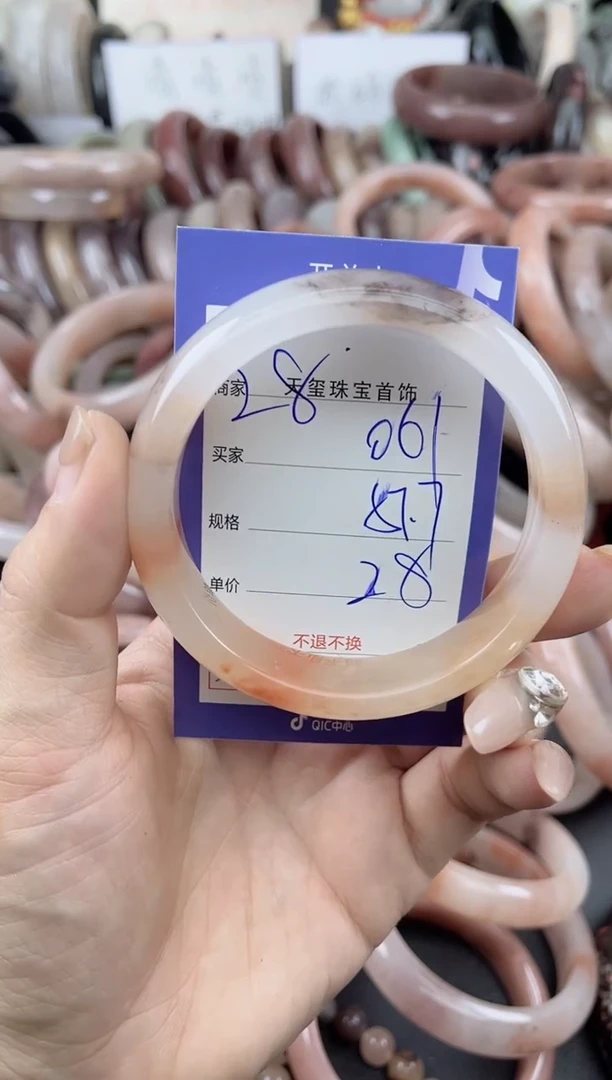 商家 天玺珠宝首饰
28
买家 061
规格 57.7
单价 28
不退不换
QIC中心